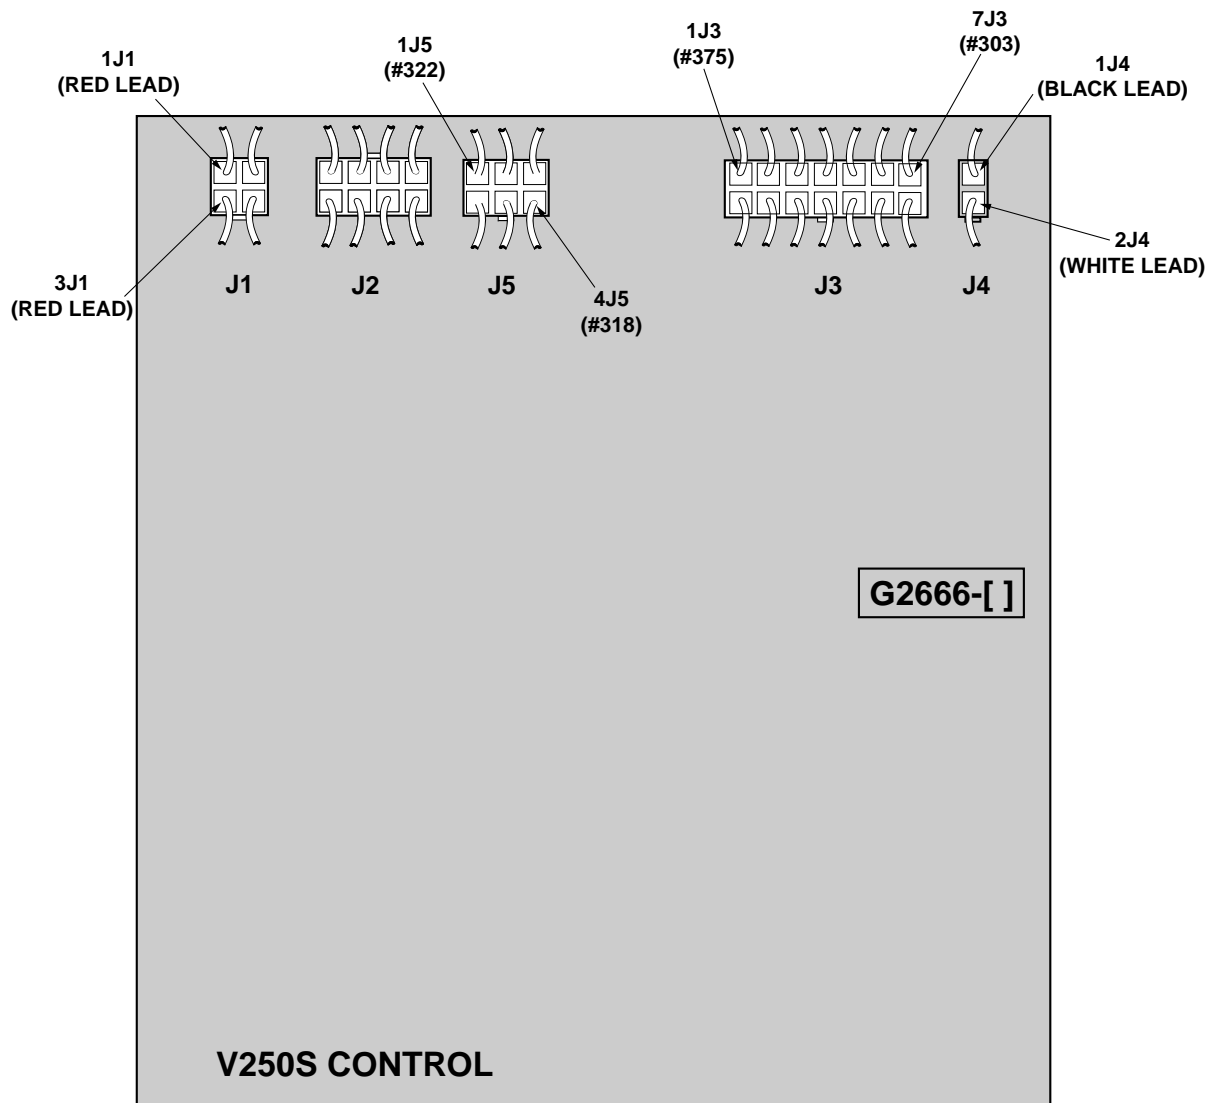 1J1
(RED LEAD)
1J5
(#322)
1J3
(#375)
7J3
(#303)
1J4
(BLACK LEAD)
3J1
(RED LEAD)
J1
J2
J5
4J5
(#318)
J3
J4
2J4
(WHITE LEAD)
G2666-[ ]
V250S CONTROL